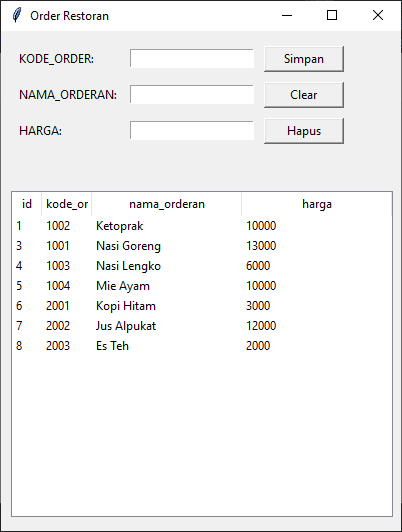 Order Restoran
KODE_ORDER: Simpan
NAMA_ORDERAN: Clear
HARGA: Hapus
id kode_or nama_orderan harga
1 1002 Ketoprak 10000
3 1001 Nasi Goreng 13000
4 1003 Nasi Lengko 6000
5 1004 Mie Ayam 10000
6 2001 Kopi Hitam 3000
7 2002 Jus Alpukat 12000
8 2003 Es Teh 2000